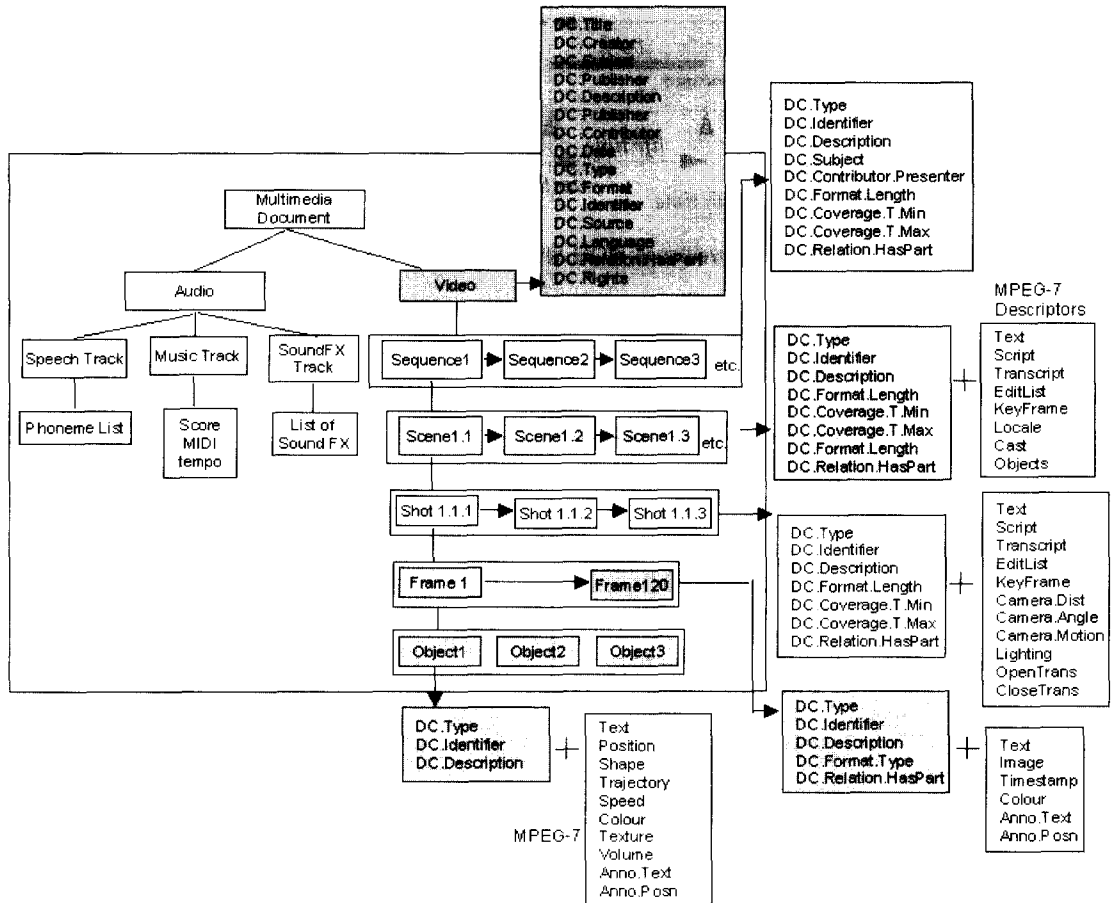 DC.Title
DC.Creator
DC.Subject
DC.Publisher
DC.Description
DC.Publisher
DC.Contributor
DC.Date
DC.Type
DC.Format
DC.Identifier
DC.Source
DC.Language
DC.Relation.HasPart
DC.Rights
DC.Type
DC.Identifier
DC.Description
DC.Subject
DC.Contributor.Presenter
DC.Format.Length
DC.Coverage.T.Min
DC.Coverage.T.Max
DC.Relation.HasPart
Multimedia
Document
Audio
Video
Speech Track
Music Track
SoundFX
Track
Phoneme List
Score
MIDI
tempo
List of
Sound FX
Sequence1
Sequence2
Sequence3
etc.
Scene1.1
Scene1.2
Scene1.3
etc.
Shot 1.1.1
Shot 1.1.2
Shot 1.1.3
Frame 1
Frame120
Object1
Object2
Object3
MPEG-7
Descriptors
DC.Type
DC.Identifier
DC.Description
DC.Format.Length
DC.Coverage.T.Min
DC.Coverage.T.Max
DC.Format.Length
DC.Relation.HasPart
+
Text
Script
Transcript
EditList
KeyFrame
Locale
Cast
Objects
DC.Type
DC.Identifier
DC.Description
DC.Format.Length
DC.Coverage.T.Min
DC.Coverage.T.Max
DC.Relation.HasPart
+
Text
Script
Transcript
EditList
KeyFrame
Camera.Dist
Camera.Angle
Camera.Motion
Lighting
OpenTrans
CloseTrans
DC.Type
DC.Identifier
DC.Description
DC.Format.Type
DC.Relation.HasPart
+
Text
Image
Timestamp
Colour
Anno.Text
Anno.Posn
DC.Type
DC.Identifier
DC.Description
+
MPEG-7
Text
Position
Shape
Trajectory
Speed
Colour
Texture
Volume
Anno.Text
Anno.Posn